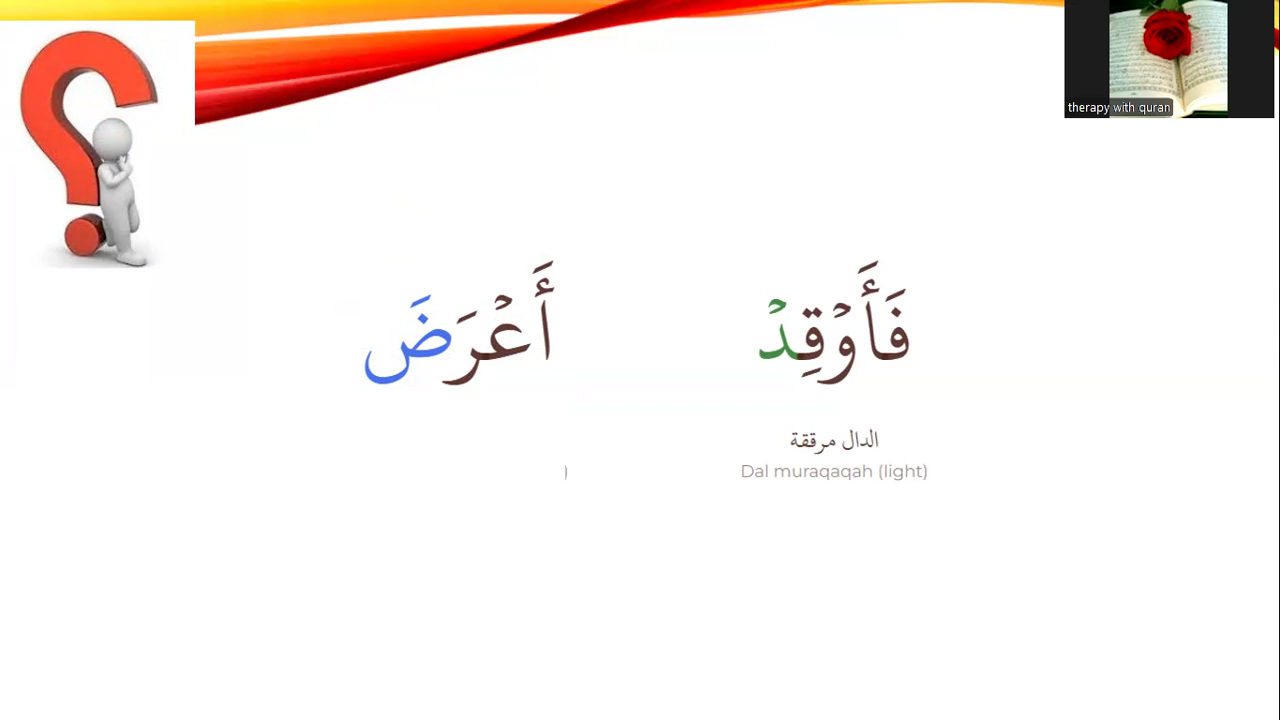 therapy with quran
فَأَوۡقِدۡ
أَعۡرَضَ
الدال مرققة
Dal muraqaqah (light)
)